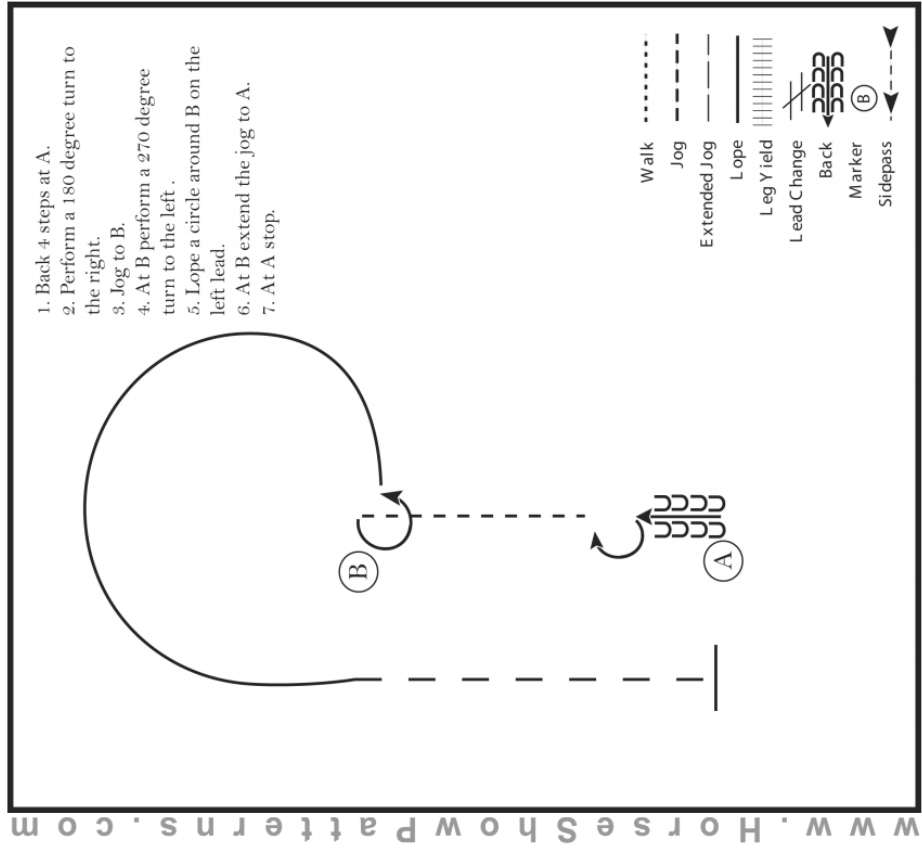 1. Back 4 steps at A.
2. Perform a 180 degree turn to
the right.
3. Jog to B.
4. At B perform a 270 degree
turn to the left .
5. Lope a circle around B on the
left lead.
6. At B extend the jog to A.
7. At A stop.
B
A
Walk
Jog
Extended Jog
Lope
Leg Yield
Lead Change
Back
Marker
B
Sidepass
www.HorseShowPatterns.com